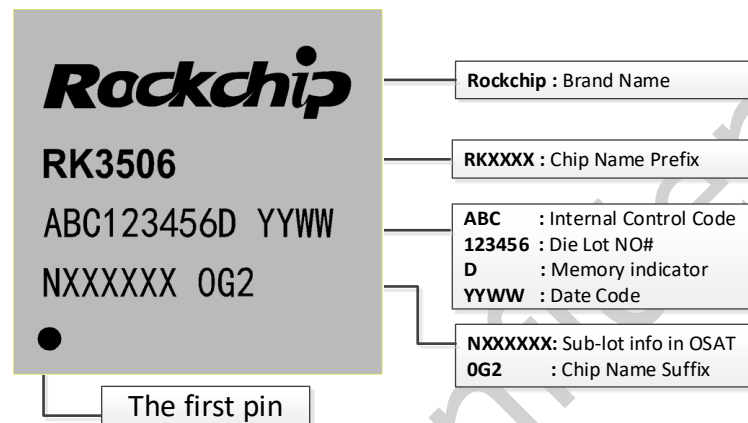 Rockchip
RK3506
ABC123456D YYWW
NXXXXXX 0G2
The first pin
Rockchip : Brand Name
RKXXXX : Chip Name Prefix
ABC : Internal Control Code
123456 : Die Lot NO#
D : Memory indicator
YYWW : Date Code
NXXXXXX: Sub-lot info in OSAT
0G2 : Chip Name Suffix